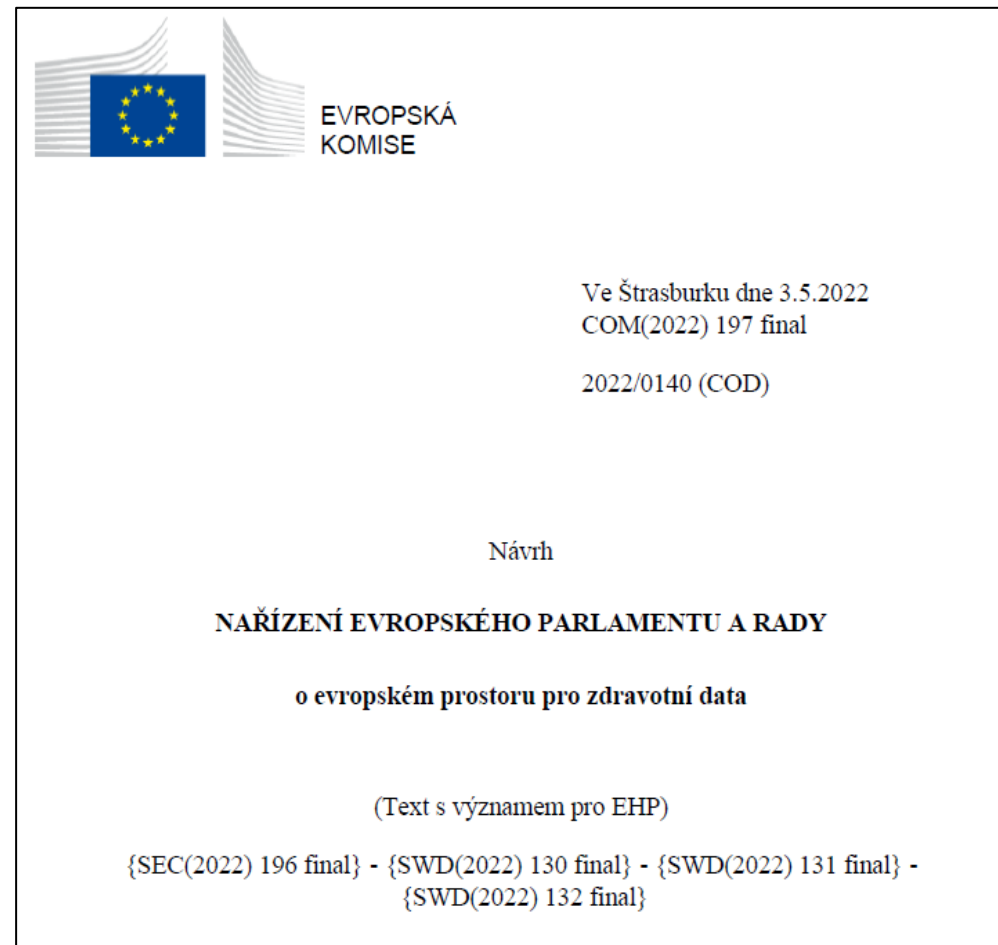 EVROPSKÁ
KOMISE
Ve Štrasburku dne 3.5.2022
COM(2022) 197 final
2022/0140 (COD)
Návrh
NAŘÍZENÍ EVROPSKÉHO PARLAMENTU A RADY
o evropském prostoru pro zdravotní data
(Text s významem pro EHP)
{SEC(2022) 196 final} - {SWD(2022) 130 final} - {SWD(2022) 131 final} -
{SWD(2022) 132 final}